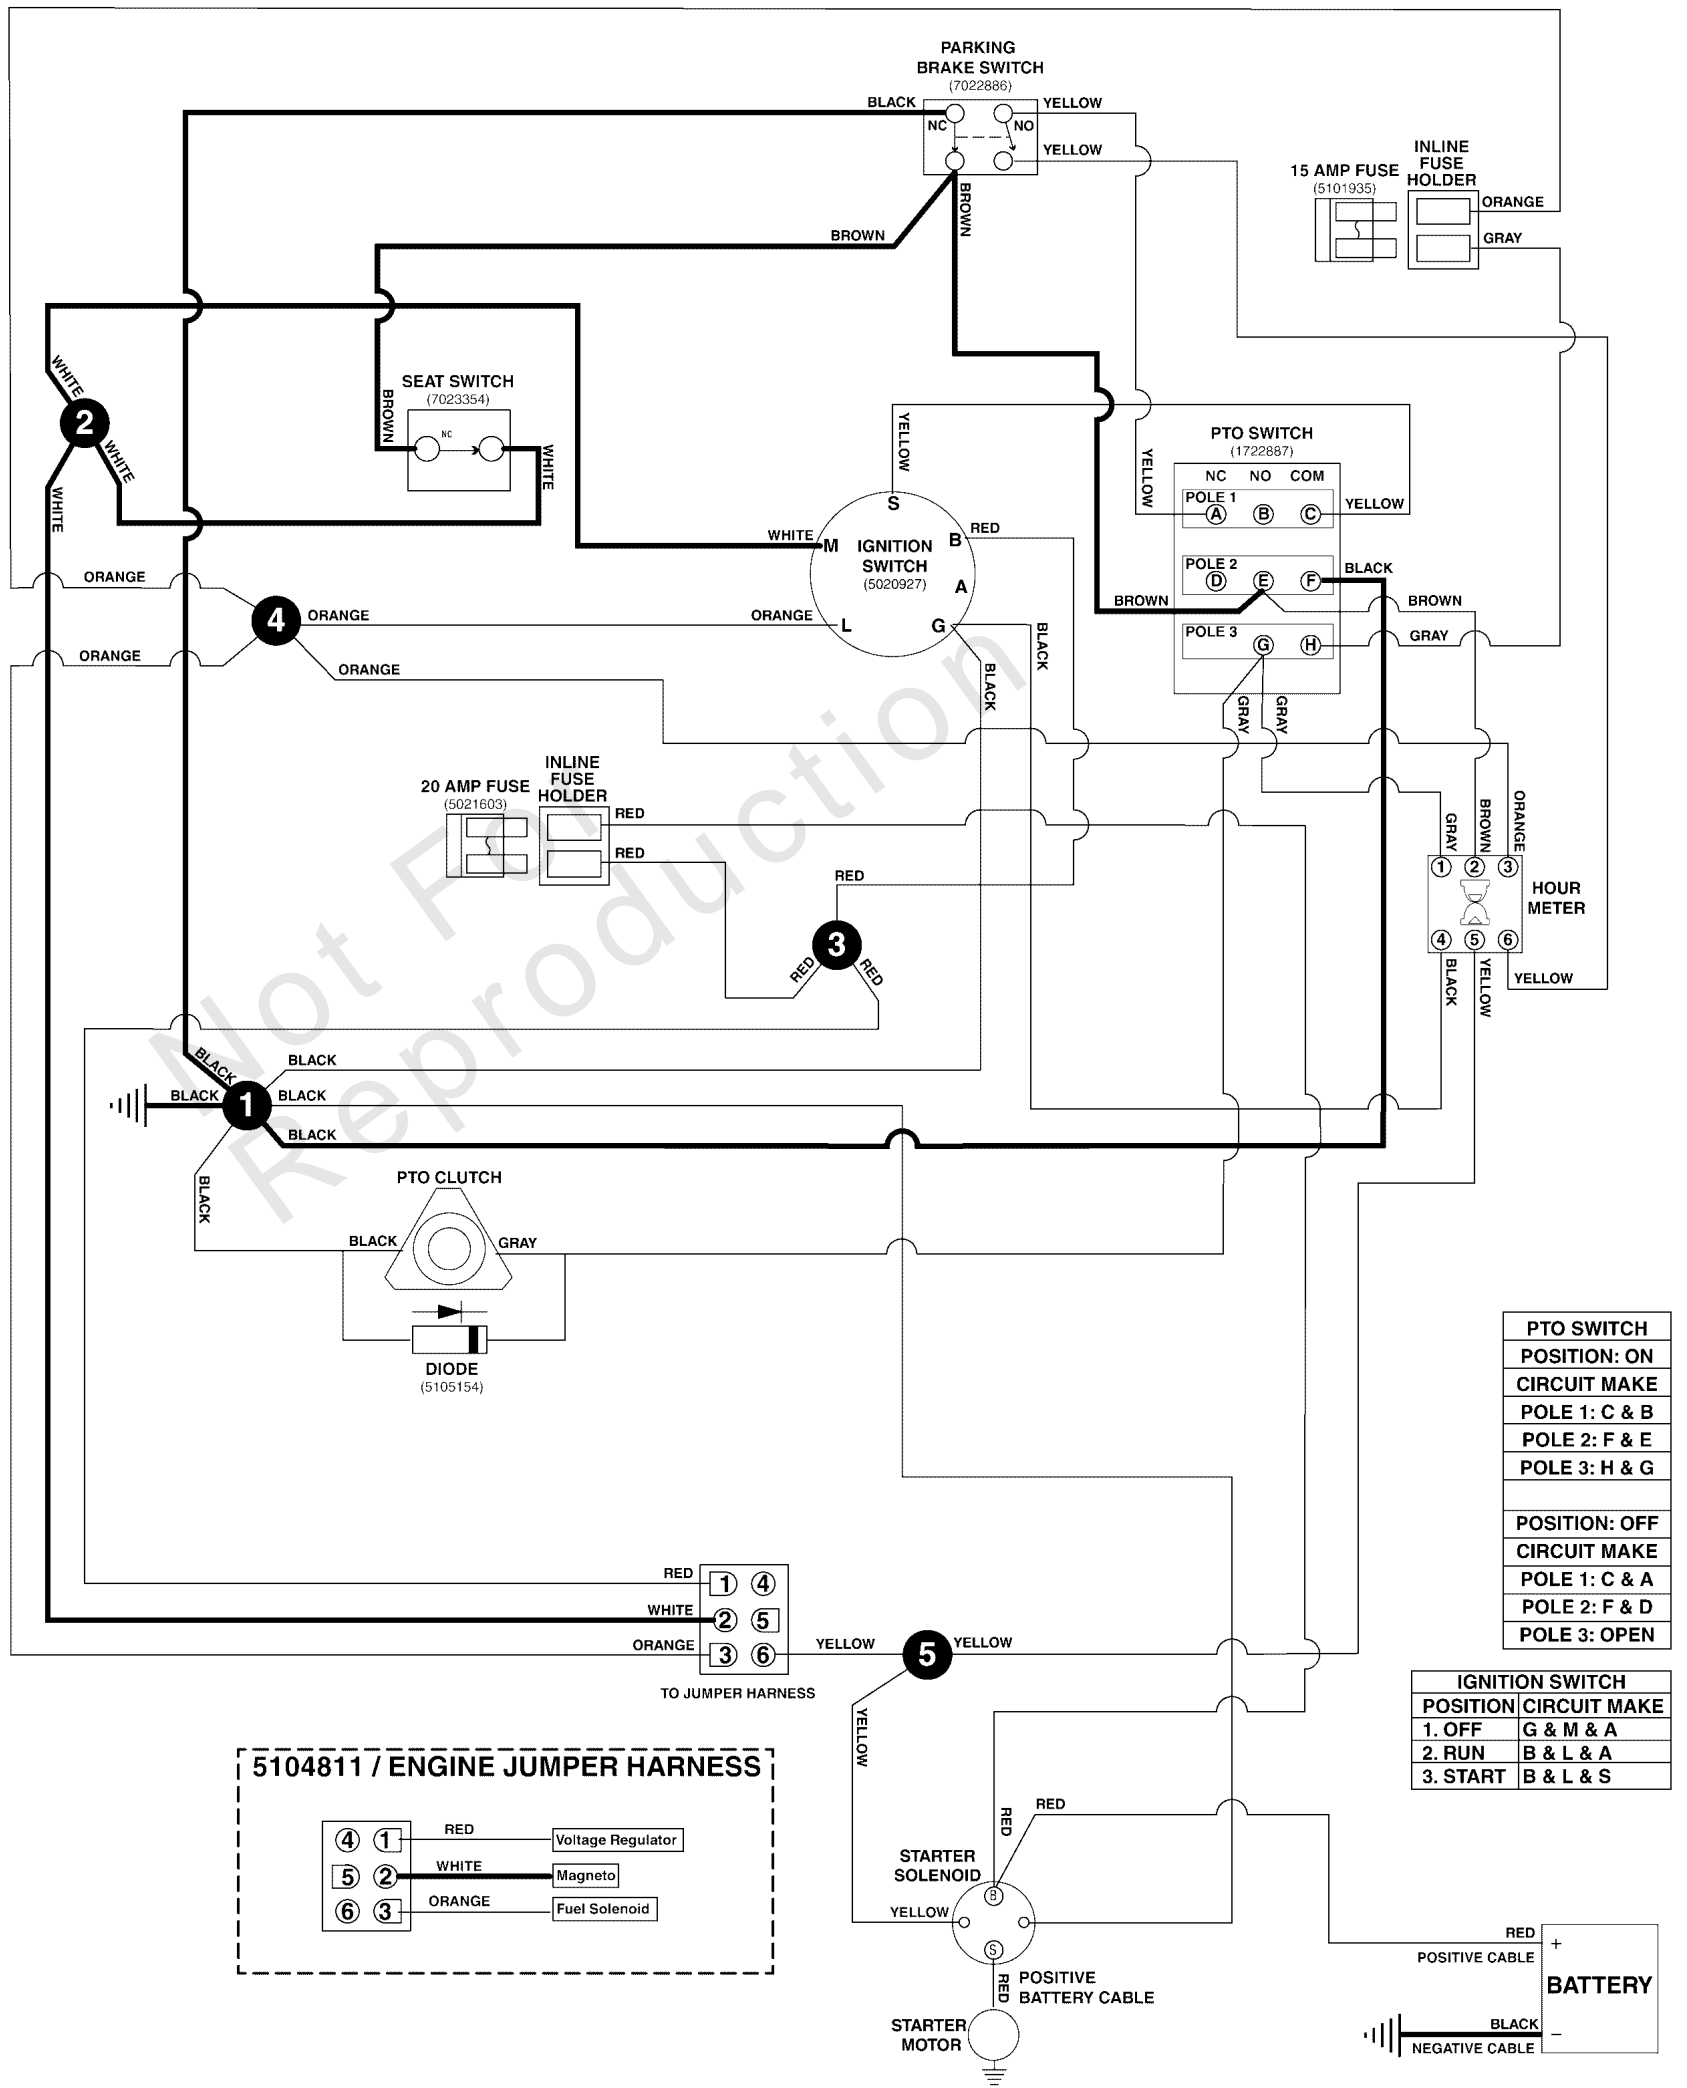 PARKING
BRAKE SWITCH
(7022886)
BLACK
YELLOW
NC
NO
YELLOW
BROWN
BROWN
15 AMP FUSE
(5101935)
INLINE
FUSE
HOLDER
ORANGE
GRAY
WHITE
2
WHITE
WHITE
SEAT SWITCH
(7023354)
BROWN
NC
WHITE
YELLOW
YELLOW
PTO SWITCH
(1722887)
NC NO COM
POLE 1
A B C
YELLOW
POLE 2
D E F
BLACK
BROWN
BROWN
POLE 3
G H
GRAY
GRAY
GRAY
S
WHITE
M
IGNITION
SWITCH
(5020927)
B
RED
A
L
G
BLACK
BLACK
ORANGE
4
ORANGE
ORANGE
ORANGE
ORANGE
20 AMP FUSE
(5021603)
INLINE
FUSE
HOLDER
RED
RED
RED
3
RED
RED
GRAY
BROWN
ORANGE
1 2 3
HOUR
METER
4 5 6
BLACK
YELLOW
YELLOW
Not For
Reproduction
BLACK
BLACK
BLACK
1
BLACK
BLACK
BLACK
PTO CLUTCH
BLACK
GRAY
DIODE
(5105154)
PTO SWITCH
POSITION: ON
CIRCUIT MAKE
POLE 1: C & B
POLE 2: F & E
POLE 3: H & G
POSITION: OFF
CIRCUIT MAKE
POLE 1: C & A
POLE 2: F & D
POLE 3: OPEN
RED
1 4
WHITE
2 5
ORANGE
3 6
YELLOW
5
YELLOW
TO JUMPER HARNESS
YELLOW
IGNITION SWITCH
POSITION CIRCUIT MAKE
1. OFF G & M & A
2. RUN B & L & A
3. START B & L & S
5104811 / ENGINE JUMPER HARNESS
4 1
RED
Voltage Regulator
5 2
WHITE
Magneto
6 3
ORANGE
Fuel Solenoid
RED
RED
STARTER
SOLENOID
B
YELLOW
S
RED
POSITIVE
BATTERY CABLE
STARTER
MOTOR
RED
+
POSITIVE CABLE
BATTERY
BLACK
−
NEGATIVE CABLE